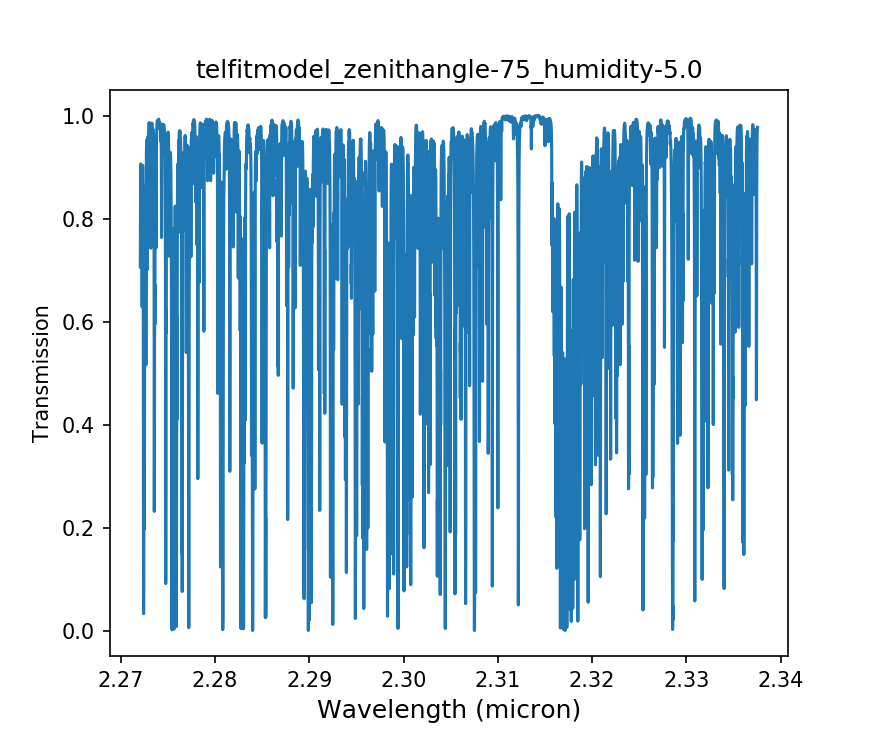 telfitmodel_zenithangle-75_humidity-5.0
1.0
0.8
0.6
0.4
0.2
0.0
Transmission
2.27 2.28 2.29 2.30 2.31 2.32 2.33 2.34
Wavelength (micron)